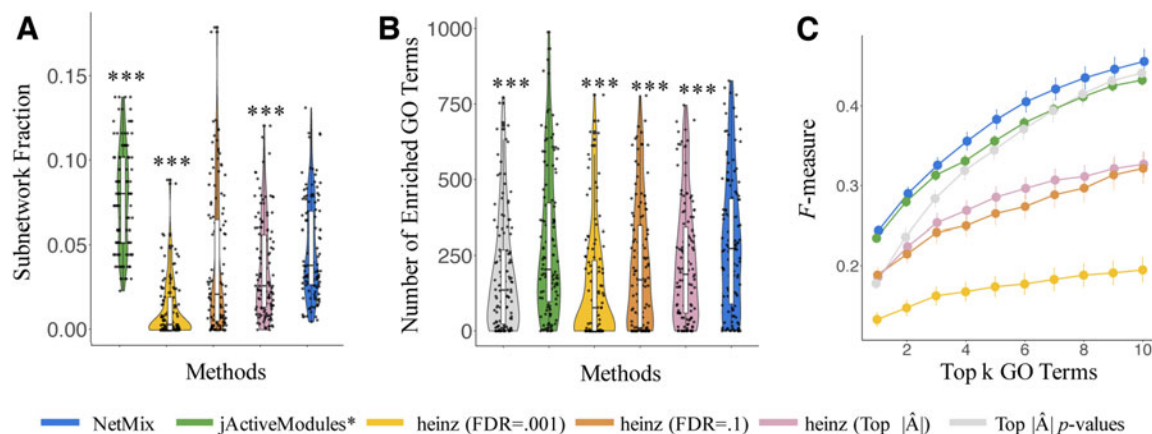 A
Subnetwork Fraction
0.15
0.10
0.05
0.00
***
***
***
Methods
B
Number of Enriched GO Terms
1000
750
500
250
0
***
***
***
***
Methods
C
F-measure
0.4
0.3
0.2
2 4 6 8 10
Top k GO Terms
NetMix jActiveModules* heinz (FDR=.001) heinz (FDR=.1) heinz (Top |Â|) Top |Â| p-values